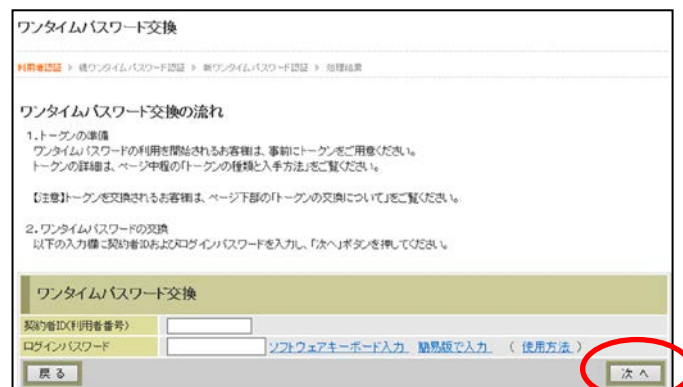 ワンタイムパスワード交換
利用者認証 > 現ワンタイムパスワード認証 > 新ワンタイムパスワード認証 > 処理結果
ワンタイムパスワード交換の流れ
1.トークンの準備
ワンタイムパスワードの利用を開始されるお客様は、事前にトークンをご用意ください。
トークンの詳細は、ページ中程の「トークンの種類と入手方法」をご覧ください。
【注意】トークンを交換されるお客様は、ページ下部の「トークンの交換について」をご覧ください。
2.ワンタイムパスワードの交換
以下の入力欄に契約者IDおよびログインパスワードを入力し、「次へ」ボタンを押してください。
ワンタイムパスワード交換
契約者ID(利用者番号)
ログインパスワード ソフトウェアキーボード入力 簡易版で入力 ( 使用方法 )
戻る 次へ